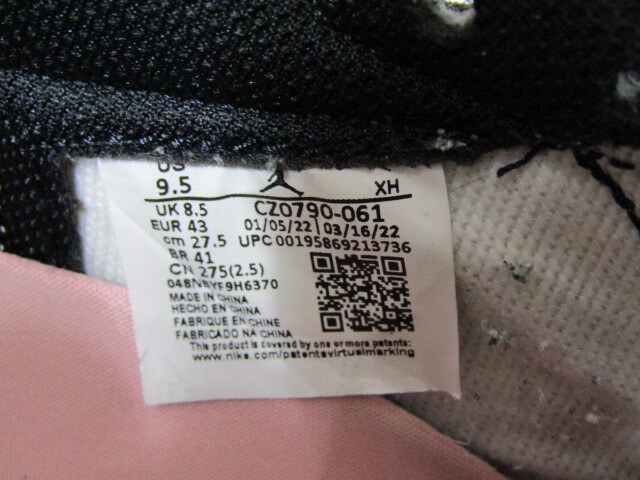 US
9.5 XH
UK 8.5 CZ0790-061
EUR 43 01/05/22 | 03/16/22
cm 27.5 UPC 00195869213736
BR 41
CN 275(2.5)
048NBYF9H6370
MADE IN CHINA
HECHO EN CHINA
FABRIQUE EN CHINE
FABRICADO NA CHINA
This product is covered by one or more patents:
www.nike.com/patentsvirtualmarking